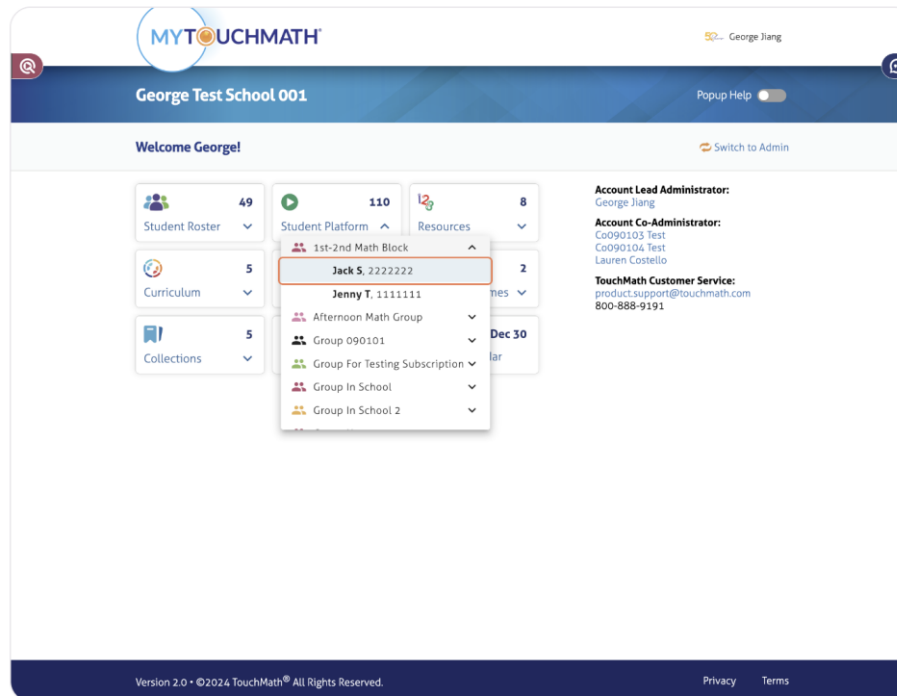 MYTOUCHMATH
George Jiang
George Test School 001
Popup Help
Welcome George!
Switch to Admin
49
Student Roster
110
Student Platform
123
8
Resources
1st-2nd Math Block
Jack S, 2222222
Jenny T, 1111111
Afternoon Math Group
Group 090101
Group For Testing Subscription
Group In School
Group In School 2
5
Curriculum
2
mes
5
Collections
Dec 30
lar
Account Lead Administrator:
George Jiang
Account Co-Administrator:
Co090103 Test
Co090104 Test
Lauren Costello
TouchMath Customer Service:
product.support@touchmath.com
800-888-9191
Version 2.0 • ©2024 TouchMath® All Rights Reserved.
Privacy
Terms